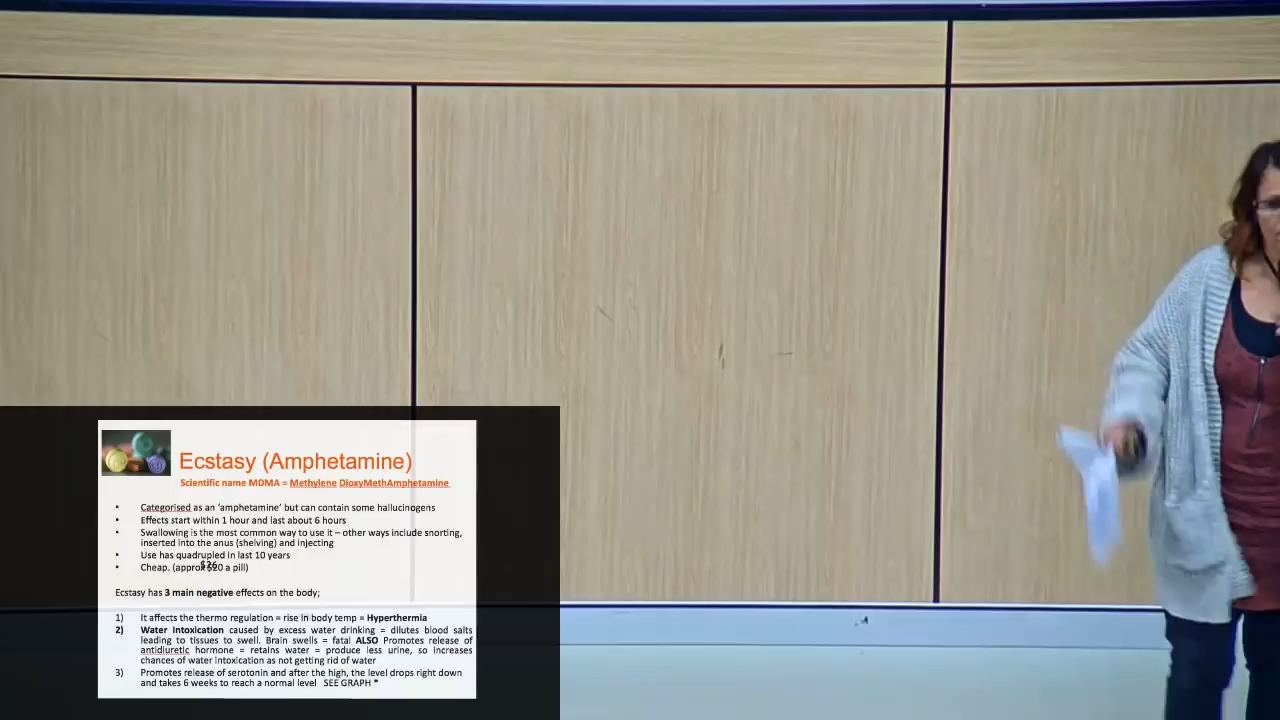 Ecstasy (Amphetamine)
Scientific name MDMA = Methylene DioxyMethAmphetamine
• Categorised as an 'amphetamine' but can contain some hallucinogens
• Effects start within 1 hour and last about 6 hours
• Swallowing is the most common way to use it – other ways include snorting,
inserted into the anus (shelving) and injecting
• Use has quadrupled in last 10 years
• Cheap. (approx $20 a pill)
Ecstasy has 3 main negative effects on the body;
1) It affects the thermo regulation = rise in body temp = Hyperthermia
2) Water Intoxication caused by excess water drinking = dilutes blood salts
leading to tissues to swell. Brain swells = fatal ALSO Promotes release of
antidiuretic hormone = retains water = produce less urine, so increases
chances of water intoxication as not getting rid of water
3) Promotes release of serotonin and after the high, the level drops right down
and takes 6 weeks to reach a normal level SEE GRAPH *